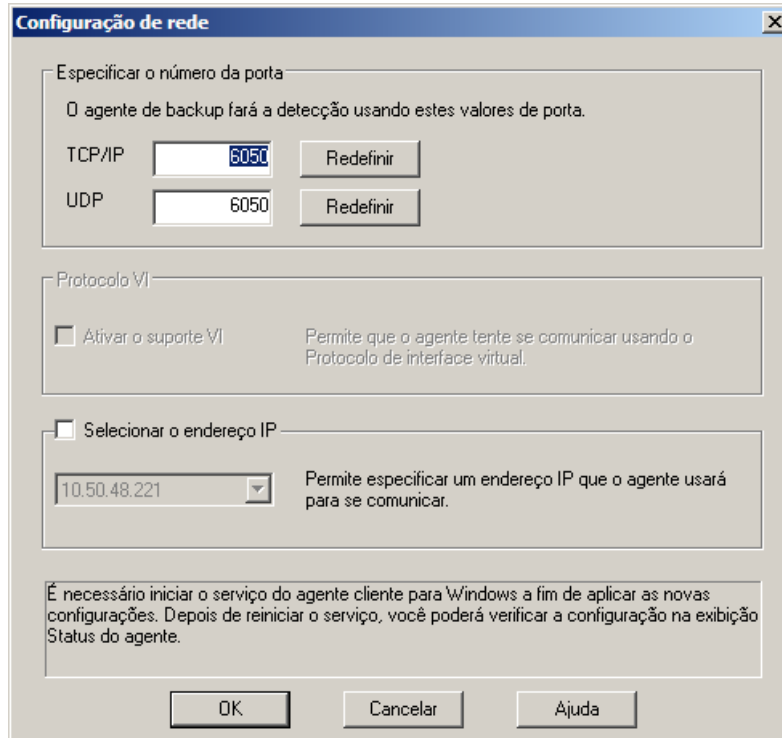 Configuração de rede
Especificar o número da porta
O agente de backup fará a detecção usando estes valores de porta.
TCP/IP 6050 Redefinir
UDP 6050 Redefinir
Protocolo VI
Ativar o suporte VI Permite que o agente tente se comunicar usando o
Protocolo de interface virtual.
Selecionar o endereço IP
10.50.48.221 Permite especificar um endereço IP que o agente usará
para se comunicar.
É necessário iniciar o serviço do agente cliente para Windows a fim de aplicar as novas
configurações. Depois de reiniciar o serviço, você poderá verificar a configuração na exibição
Status do agente.
OK Cancelar Ajuda